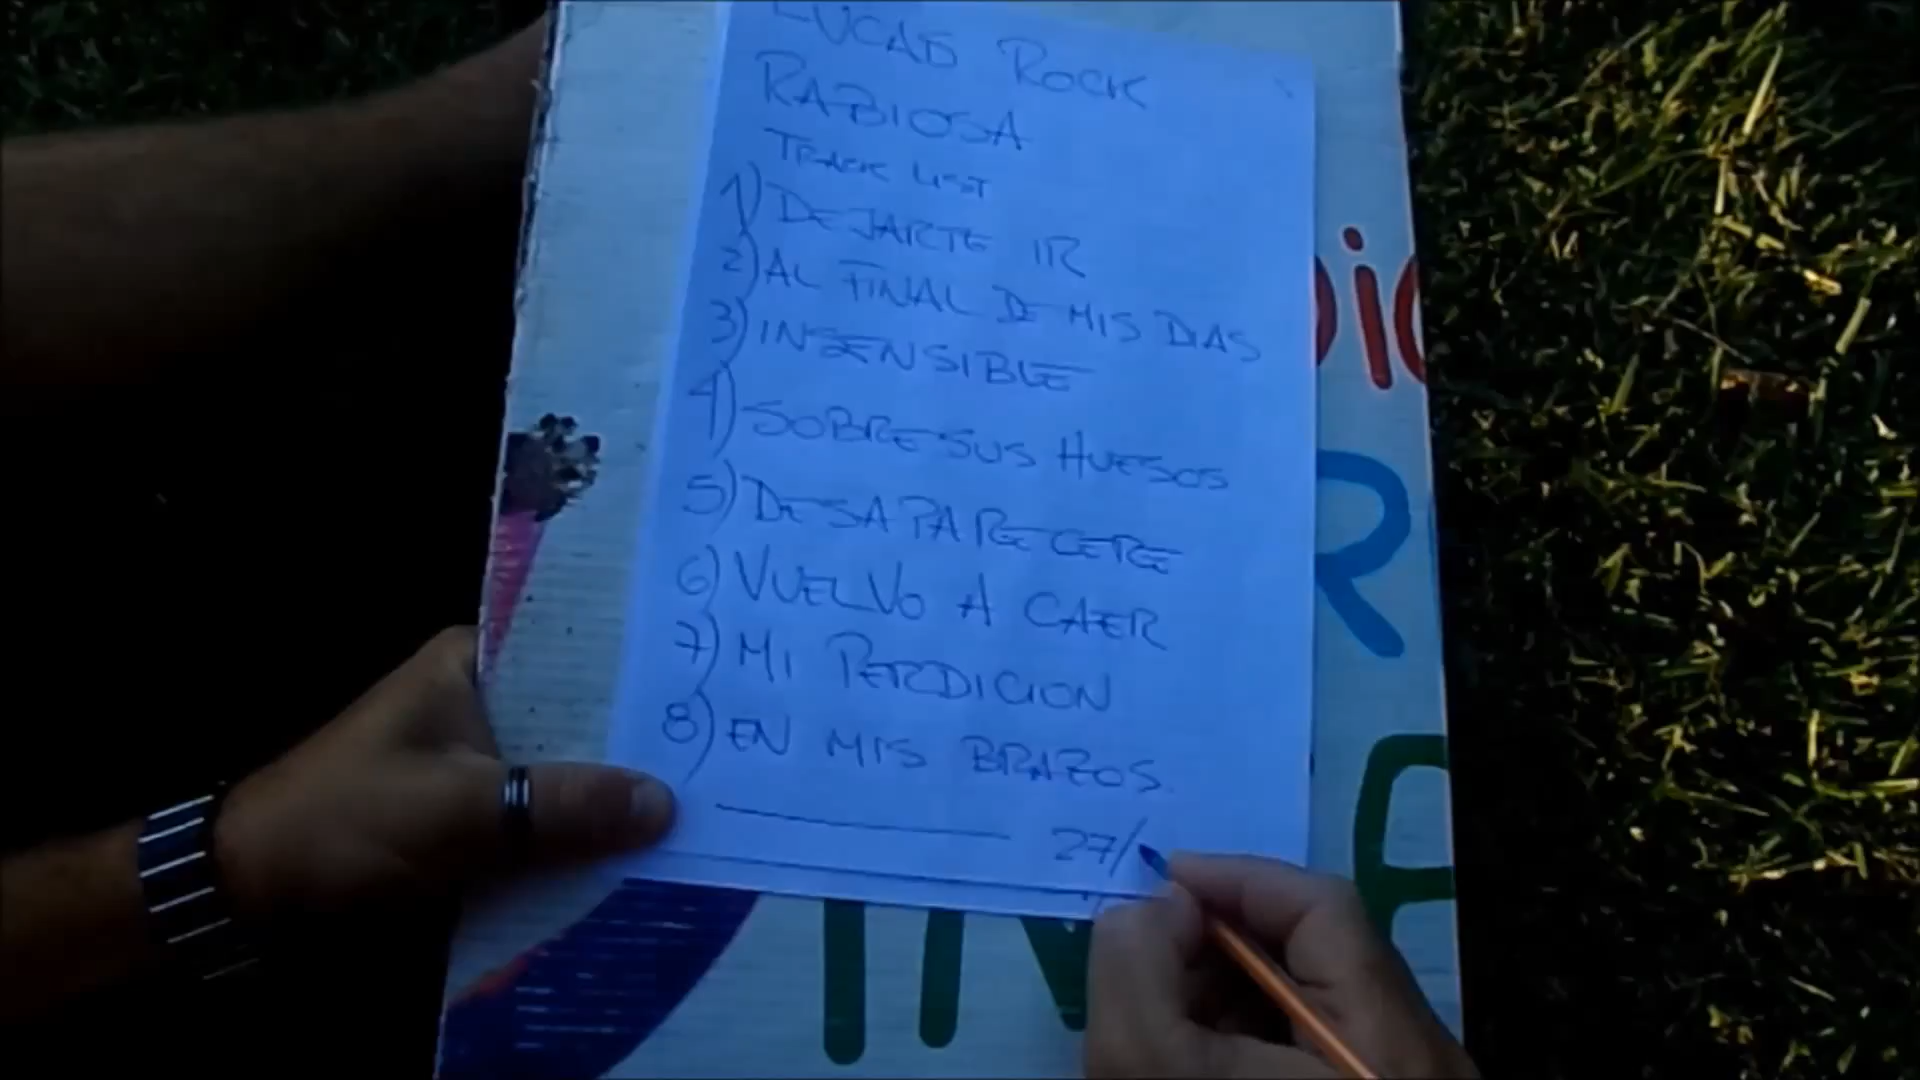 LUCAS ROCK
RABIOSA
TRACK LIST
1) DEJARTE IR
2) AL FINAL DE MIS DIAS
3) INSENSIBLE
4) SOBRE SUS HUESOS
5) DESAPARECERE
6) VUELVO A CAER
7) MI PERDICION
8) EN MIS BRAZOS.
27/